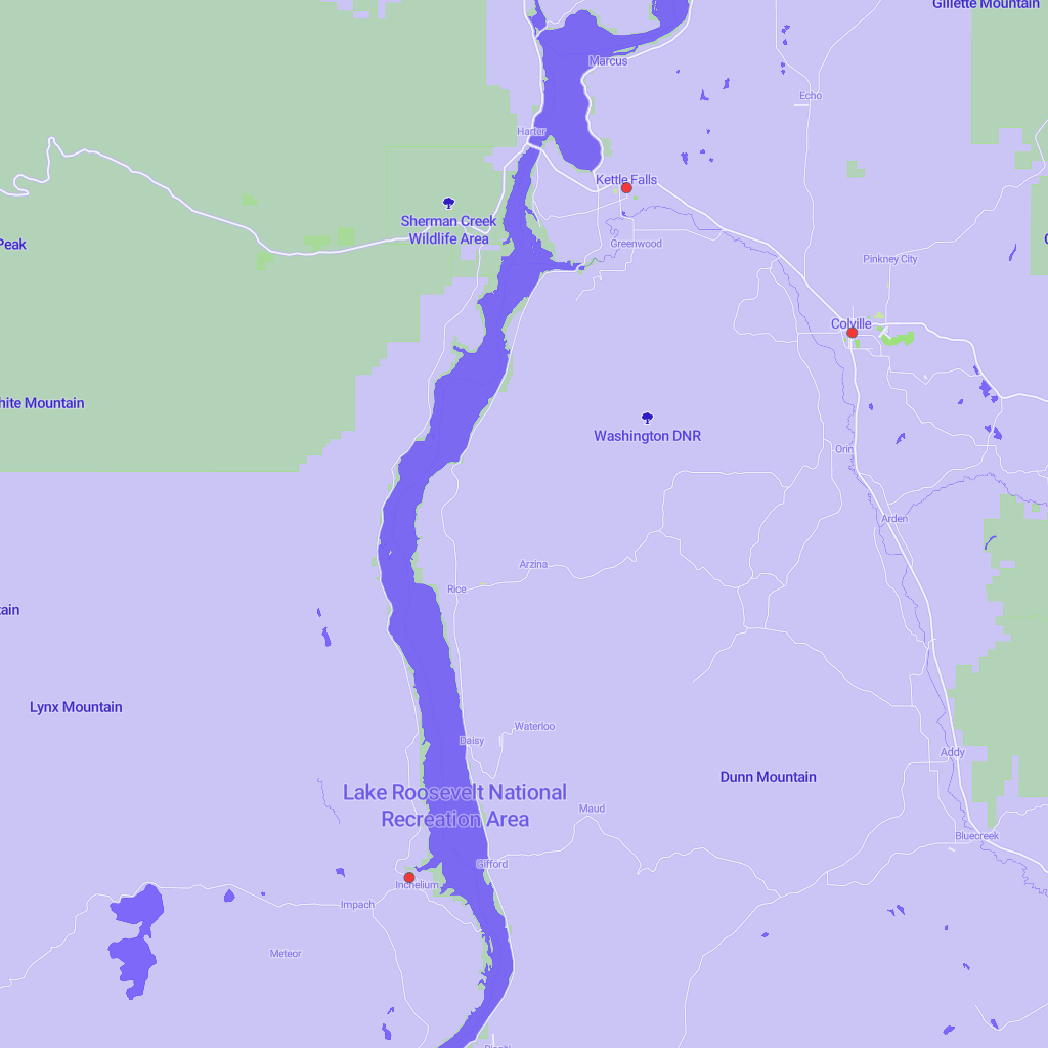 Gillette Mountain
Marcus
Echo
Harter
Kettle Falls
Sherman Creek
Wildlife Area
Peak
Greenwood
Pinkney City
Colville
hite Mountain
Washington DNR
Orin
Arden
Arzina
Rice
tain
Lynx Mountain
Waterloo
Daisy
Addy
Dunn Mountain
Lake Roosevelt National
Recreation Area
Maud
Bluecreek
Gifford
Inchelium
Impach
Meteor